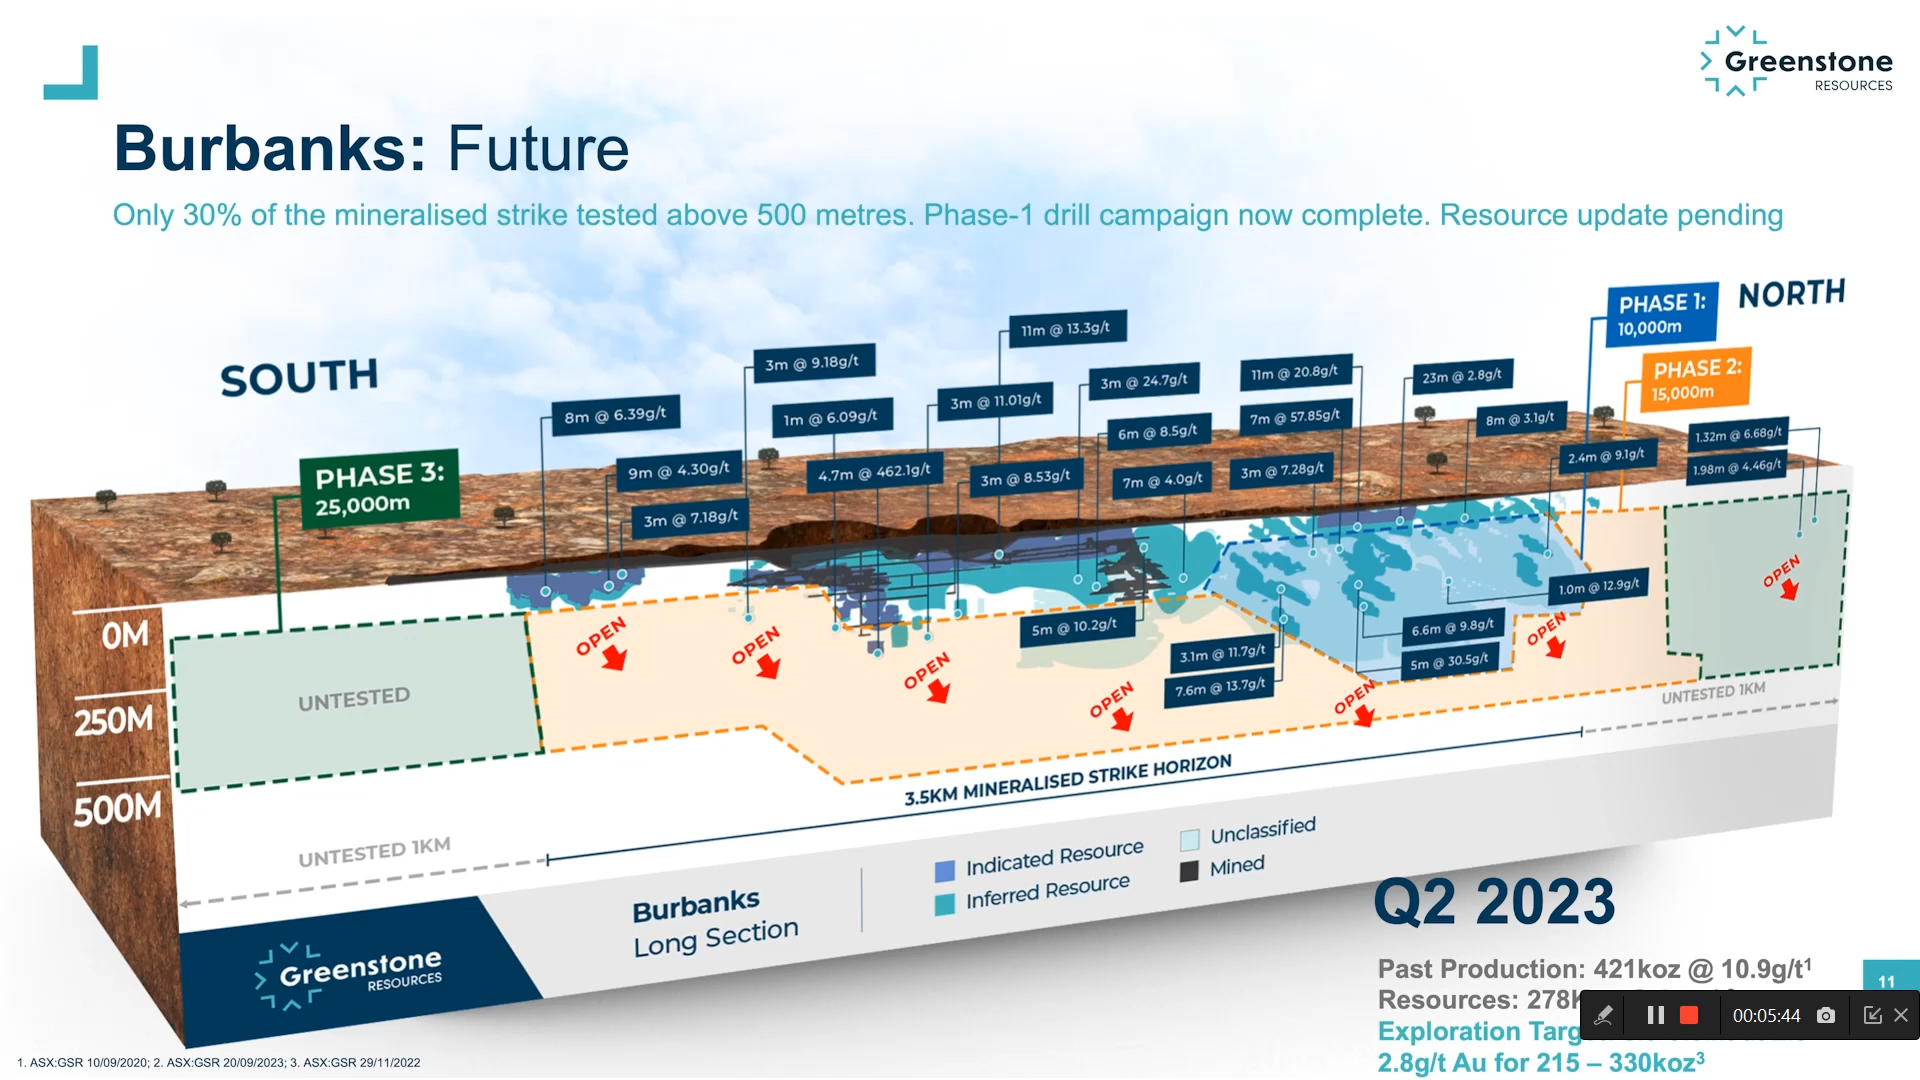 Greenstone
RESOURCES
Burbanks: Future
Only 30% of the mineralised strike tested above 500 metres. Phase-1 drill campaign now complete. Resource update pending
SOUTH
NORTH
PHASE 1:
10,000m
PHASE 2:
15,000m
PHASE 3:
25,000m
11m @ 13.3g/t
3m @ 9.18g/t
3m @ 24.7g/t
11m @ 20.8g/t
23m @ 2.8g/t
8m @ 6.39g/t
1m @ 6.09g/t
3m @ 11.01g/t
6m @ 8.5g/t
7m @ 57.85g/t
8m @ 3.1g/t
1.32m @ 6.68g/t
9m @ 4.30g/t
4.7m @ 462.1g/t
3m @ 8.53g/t
7m @ 4.0g/t
3m @ 7.28g/t
2.4m @ 9.1g/t
1.98m @ 4.46g/t
3m @ 7.18g/t
1.0m @ 12.9g/t
5m @ 10.2g/t
6.6m @ 9.8g/t
3.1m @ 11.7g/t
5m @ 30.5g/t
7.6m @ 13.7g/t
OPEN
OPEN
OPEN
OPEN
OPEN
OPEN
OPEN
0M
250M
500M
UNTESTED
UNTESTED 1KM
3.5KM MINERALISED STRIKE HORIZON
UNTESTED 1KM
Burbanks
Long Section
Indicated Resource
Inferred Resource
Unclassified
Mined
Greenstone
RESOURCES
Q2 2023
Past Production: 421koz @ 10.9g/t¹
Resources: 278
Exploration
2.8g/t Au for 215 – 330koz³
11
00:05:44
1. ASX:GSR 10/09/2020; 2. ASX:GSR 20/09/2023; 3. ASX:GSR 29/11/2022